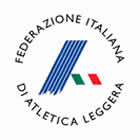 FEDERAZIONE ITALIANA
DI ATLETICA LEGGERA